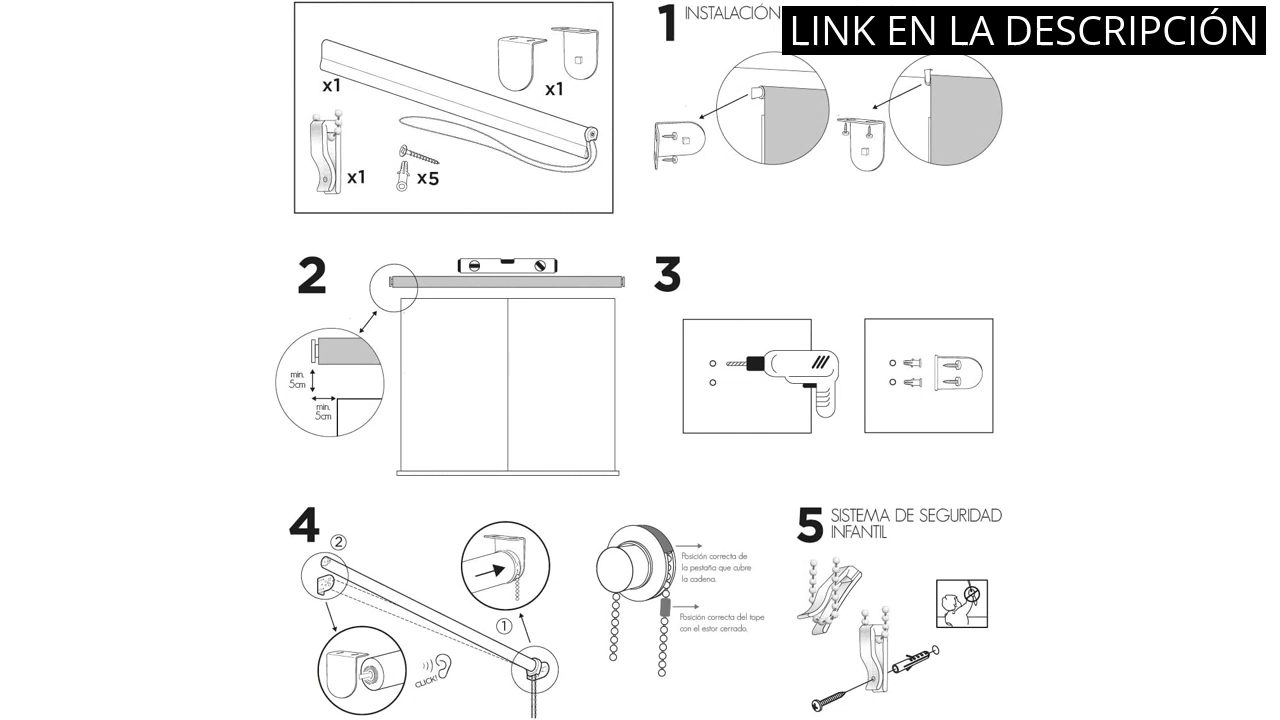 x1
x1
x1
x5
1 INSTALACIÓN
LINK EN LA DESCRIPCIÓN
2
min.
5cm
min.
5cm
3
4
2
1
CLICK!
Posición correcta de
la pestaña que cubre
la cadena.
Posición correcta del tope
con el estor cerrado.
5 SISTEMA DE SEGURIDAD
INFANTIL